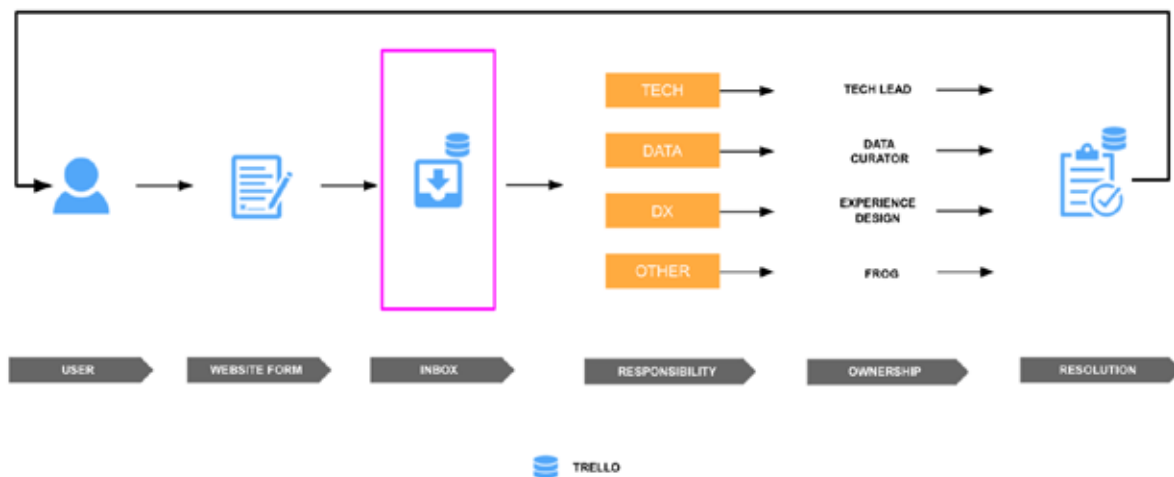 TECH
TECH LEAD
DATA
DATA
CURATOR
DX
EXPERIENCE
DESIGN
OTHER
FROG
USER
WEBSITE FORM
INBOX
RESPONSIBILITY
OWNERSHIP
RESOLUTION
TRELLO